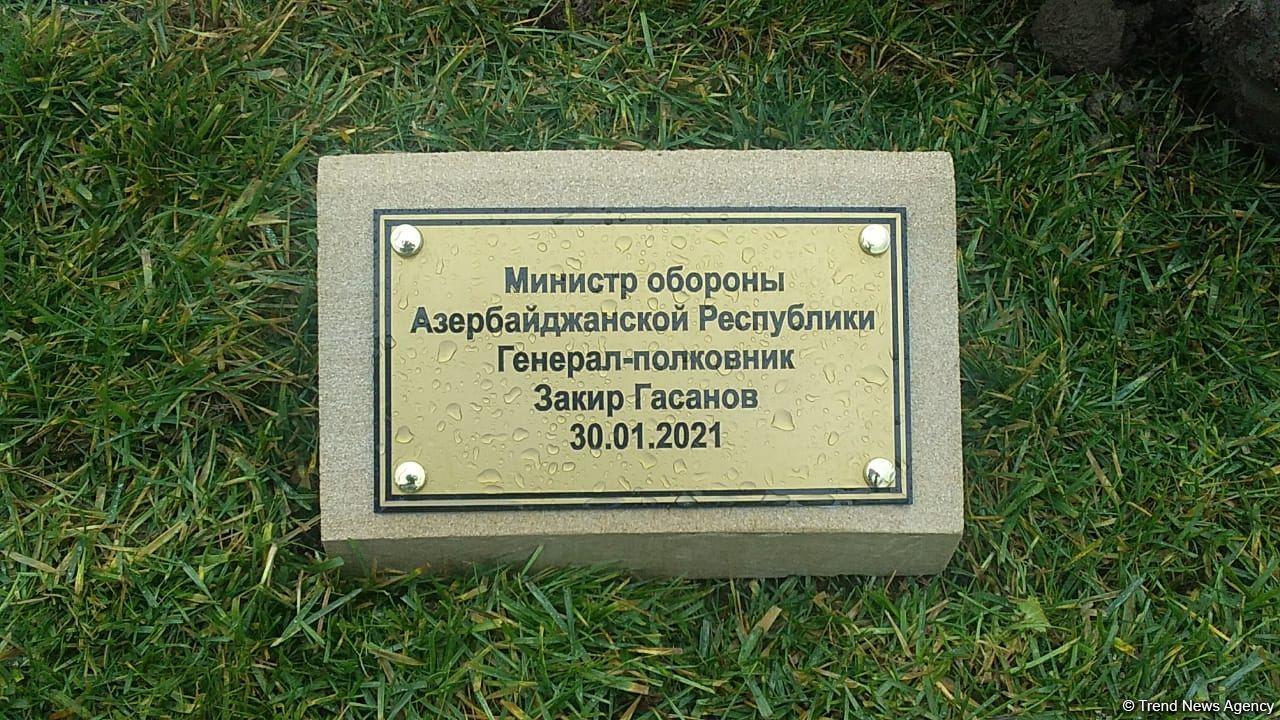 Министр обороны
Азербайджанской Республики
Генерал-полковник
Закир Гасанов
30.01.2021
© Trend News Agency